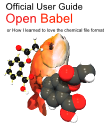 Official User Guide
Open Babel
or How I learned to love the chemical file format